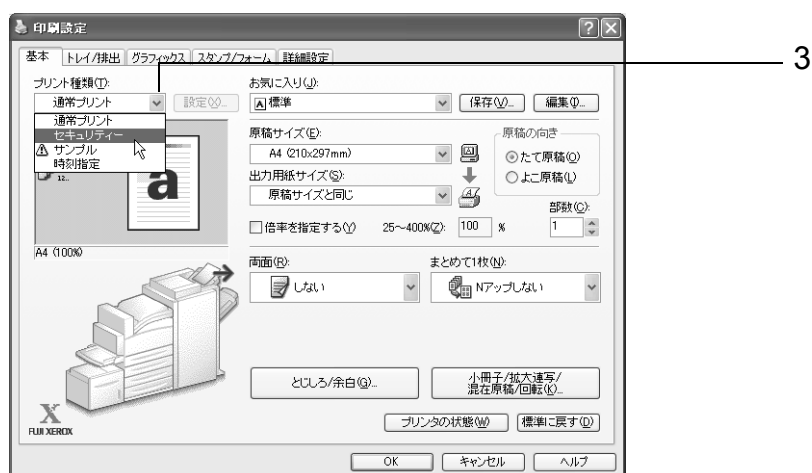 印刷設定
基本 トレイ/排出 グラフィックス スタンプ/フォーム 詳細設定
3
プリント種類(T):
通常プリント 設定(X)...
通常プリント
セキュリティー
サンプル
時刻指定
12..
a
A4 (100%)
FUJI XEROX
お気に入り(J):
標準 保存(V)... 編集(I)...
原稿サイズ(E):
A4 (210x297mm)
出力用紙サイズ(S):
原稿サイズと同じ
原稿の向き
たて原稿(O)
よこ原稿(L)
倍率を指定する(Y) 25～400%(Z): 100 %
部数(C):
1
両面(R):
しない
まとめて1枚(N):
Nアップしない
とじしろ/余白(G)...
小冊子/拡大連写/
混在原稿/回転(K)...
プリンタの状態(W) 標準に戻す(D)
OK キャンセル ヘルプ